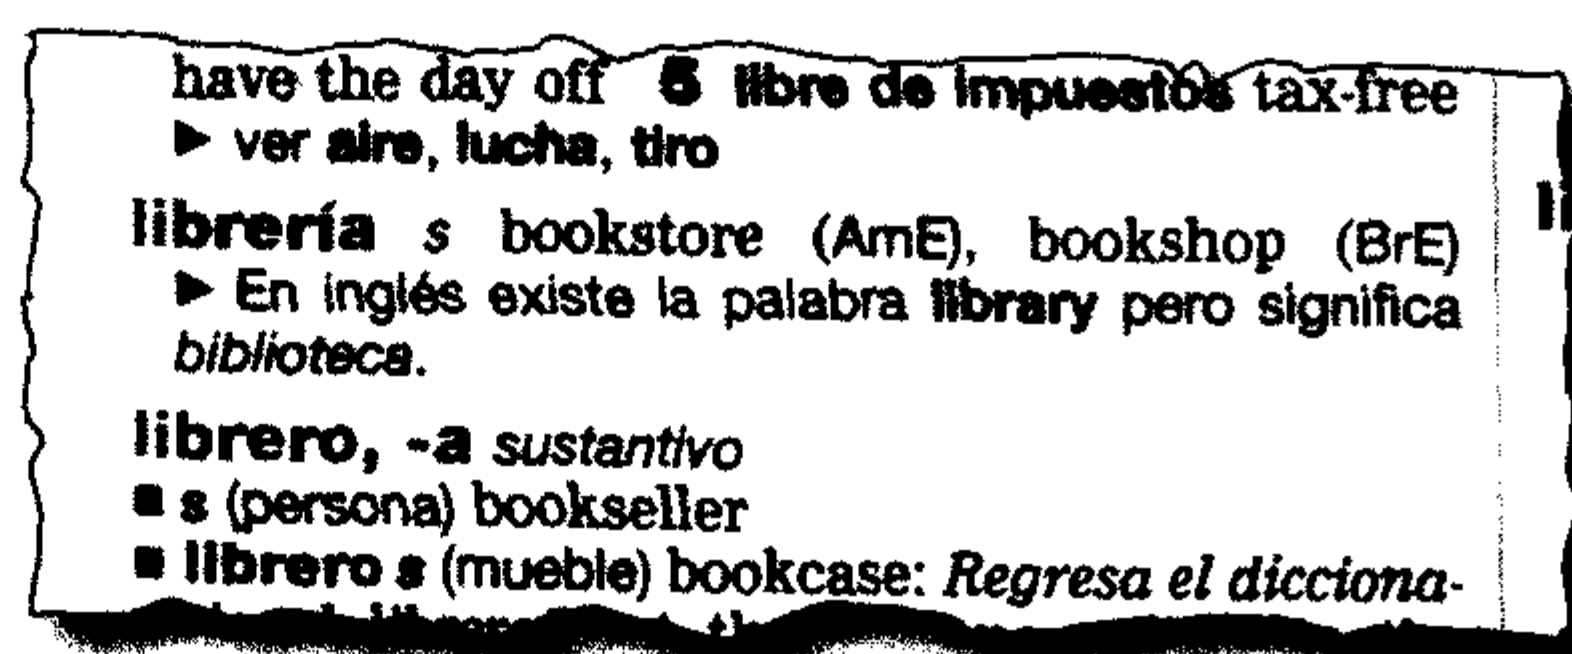 have the day off 5 libre de impuestos tax-free
▶ ver aire, lucha, tiro
librería s bookstore (AmE), bookshop (BrE)
▶ En inglés existe la palabra library pero significa
biblioteca.
librero, -a sustantivo
■ s (persona) bookseller
■ librero s (mueble) bookcase: Regresa el dicciona-